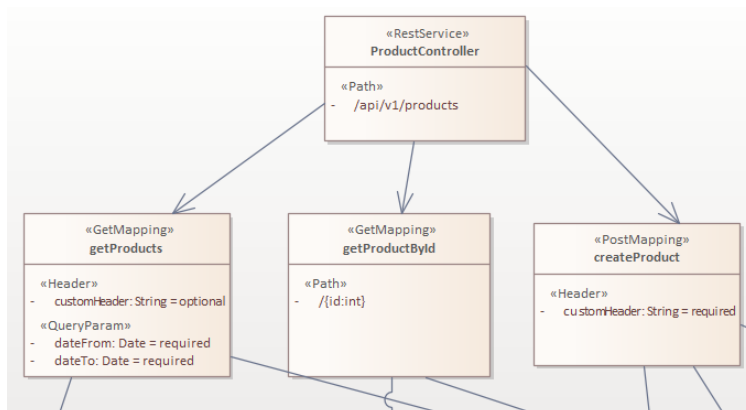 «RestService»
ProductController
«Path»
- /api/v1/products
«GetMapping»
getProducts
«Header»
- customHeader: String = optional
«QueryParam»
- dateFrom: Date = required
- dateTo: Date = required
«GetMapping»
getProductById
«Path»
- /{id:int}
«PostMapping»
createProduct
«Header»
- customHeader: String = required